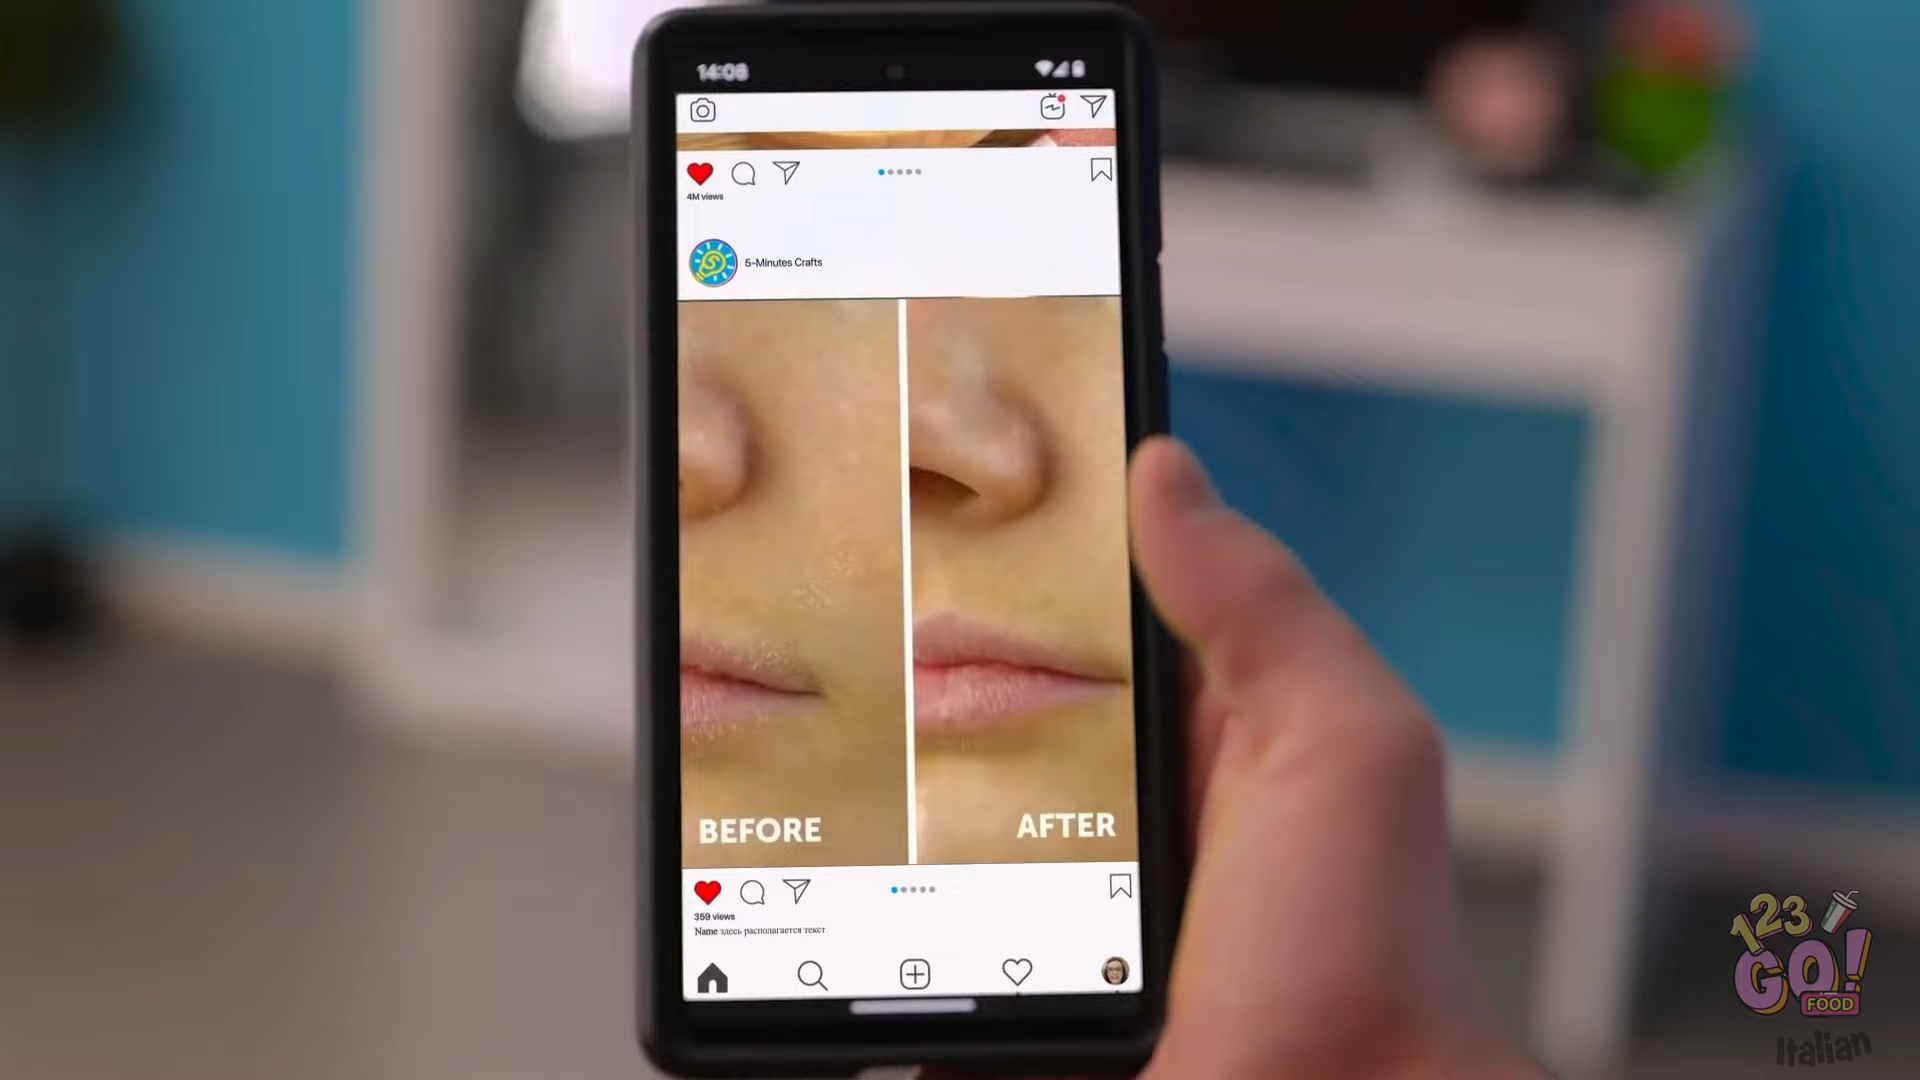 14:08
4M views
5-Minutes Crafts
BEFORE
AFTER
359 views
Name здесь располагается текст
123
GO!
FOOD
Italian